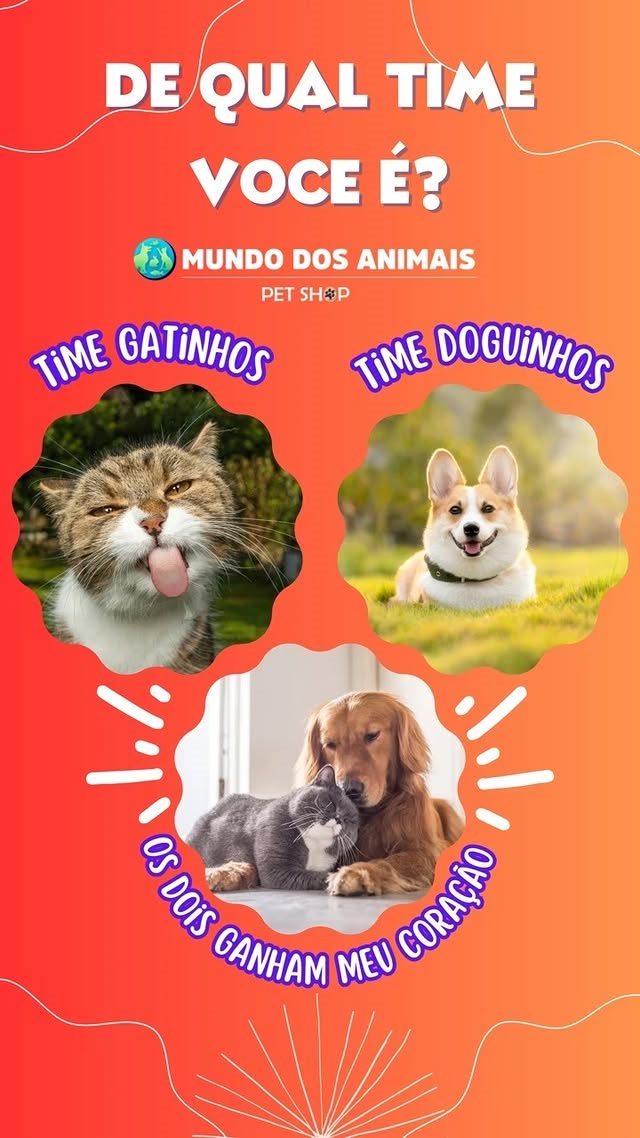 DE QUAL TIME
VOCE É?
MUNDO DOS ANIMAIS
PET SHOP
TIME GATINHOS
TIME DOGUINHOS
OS DOIS GANHAM MEU CORAÇÃO